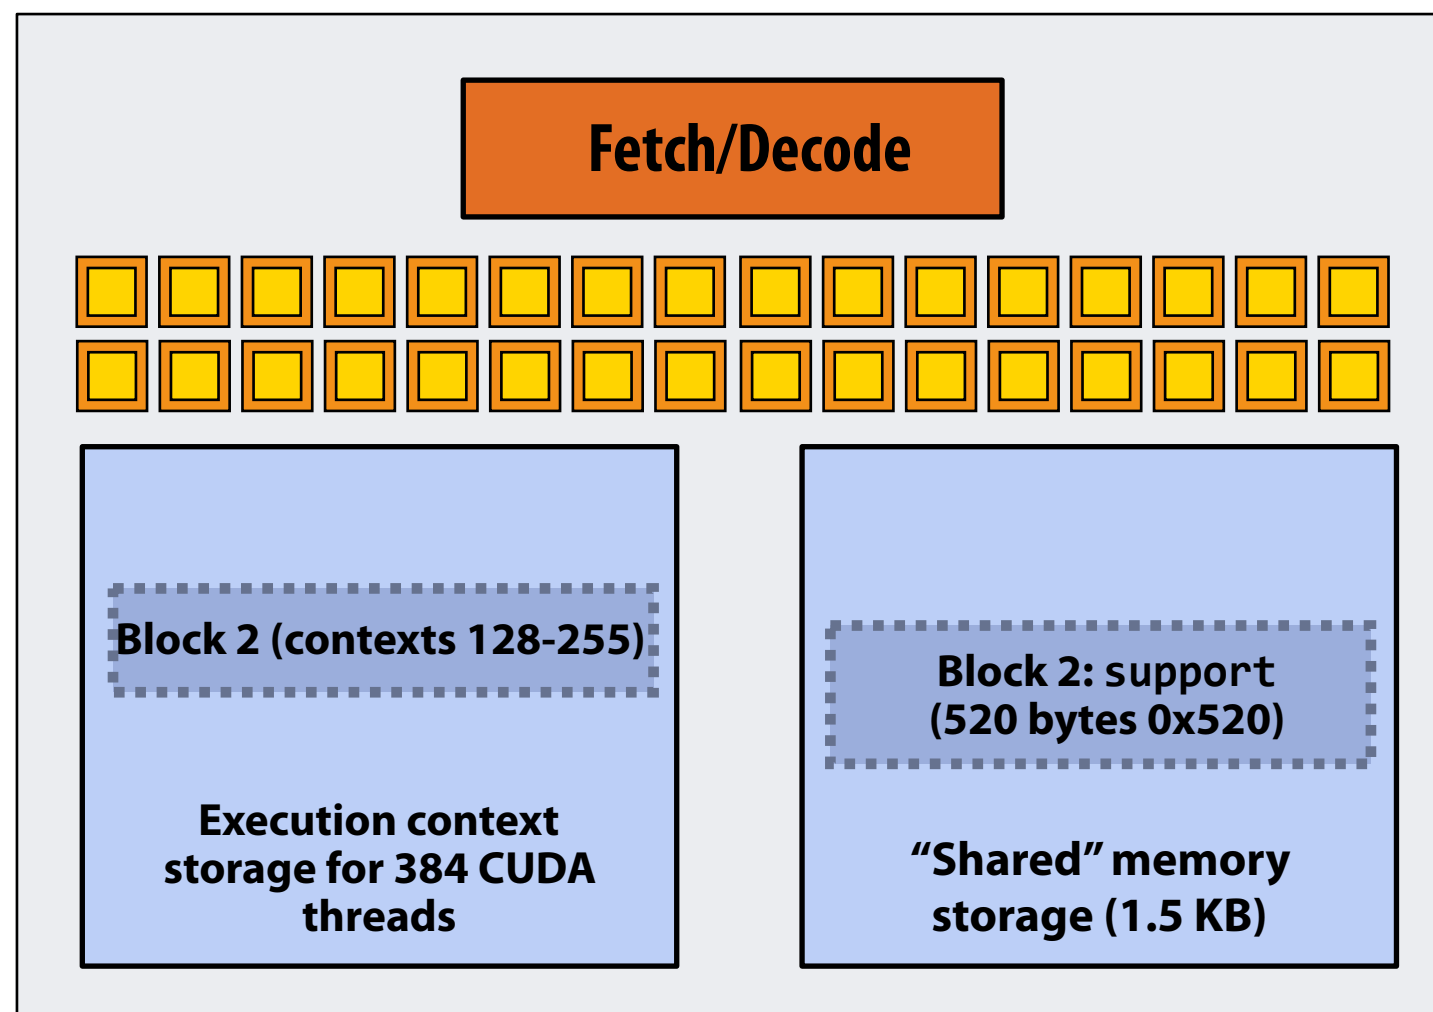 Fetch/Decode
Block 2 (contexts 128-255)
Execution context
storage for 384 CUDA
threads
Block 2: support
(520 bytes 0x520)
“Shared” memory
storage (1.5 KB)